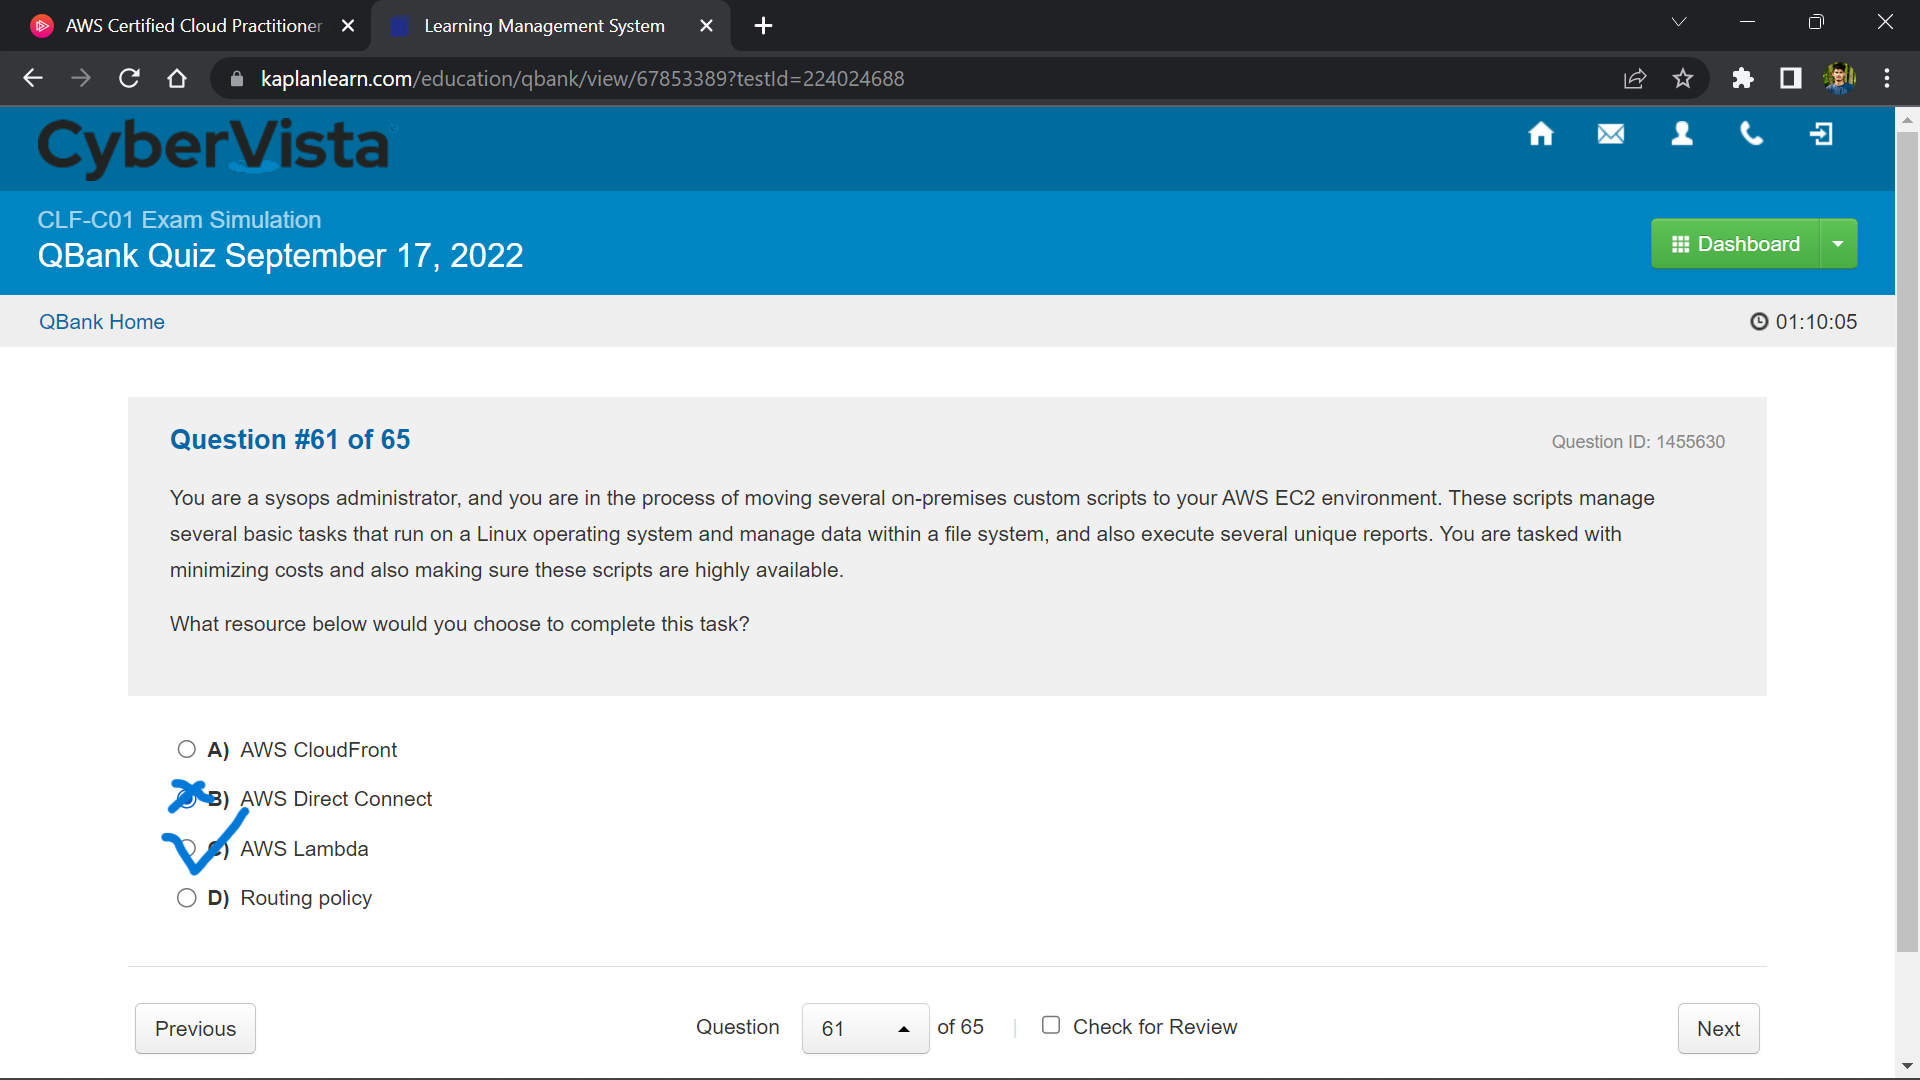 AWS Certified Cloud Practitioner
Learning Management System
kaplanlearn.com/education/qbank/view/67853389?testId=224024688
CyberVista
CLF-C01 Exam Simulation
QBank Quiz September 17, 2022
Dashboard
QBank Home
01:10:05
Question #61 of 65
Question ID: 1455630
You are a sysops administrator, and you are in the process of moving several on-premises custom scripts to your AWS EC2 environment. These scripts manage
several basic tasks that run on a Linux operating system and manage data within a file system, and also execute several unique reports. You are tasked with
minimizing costs and also making sure these scripts are highly available.
What resource below would you choose to complete this task?
A) AWS CloudFront
B) AWS Direct Connect
C) AWS Lambda
D) Routing policy
Previous
Question 61 of 65
Check for Review
Next